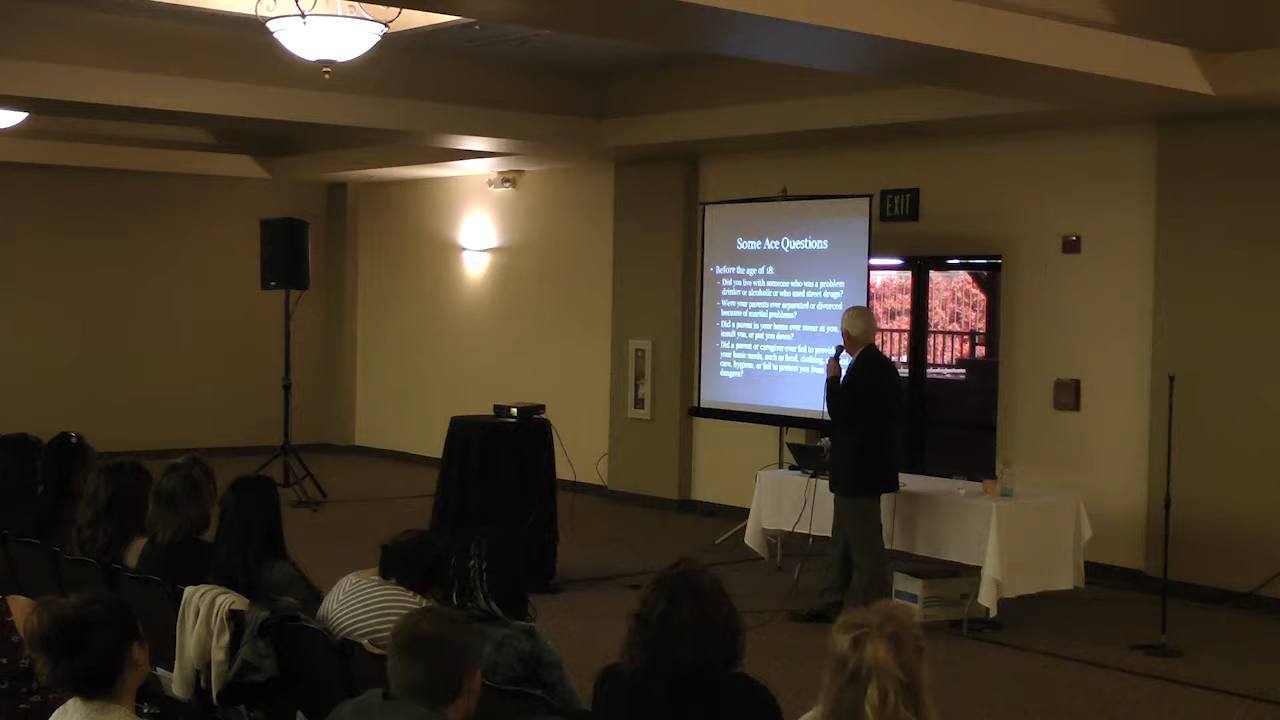 EXIT
Some Ace Questions
• Before the age of 18:
– Did you live with someone who was a problem
drinker or alcoholic or who used street drugs?
– Were your parents ever separated or divorced
because of marital problems?
– Did a parent in your home ever swear at you,
insult you, or put you down?
– Did a parent or caregiver ever fail to provide
your basic needs, such as food, clothing,
care, hygiene, or fail to protect you from
dangers?